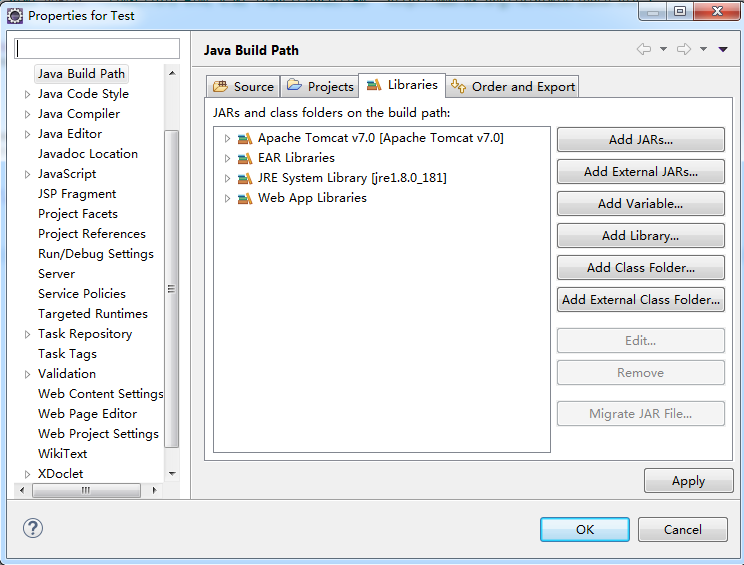 Properties for Test
Java Build Path
Java Code Style
Java Compiler
Java Editor
Javadoc Location
JavaScript
JSP Fragment
Project Facets
Project References
Run/Debug Settings
Server
Service Policies
Targeted Runtimes
Task Repository
Task Tags
Validation
Web Content Settings
Web Page Editor
Web Project Settings
WikiText
XDoclet
Java Build Path
Source
Projects
Libraries
Order and Export
JARs and class folders on the build path:
Apache Tomcat v7.0 [Apache Tomcat v7.0]
EAR Libraries
JRE System Library [jre1.8.0_181]
Web App Libraries
Add JARs...
Add External JARs...
Add Variable...
Add Library...
Add Class Folder...
Add External Class Folder...
Edit...
Remove
Migrate JAR File...
Apply
OK
Cancel